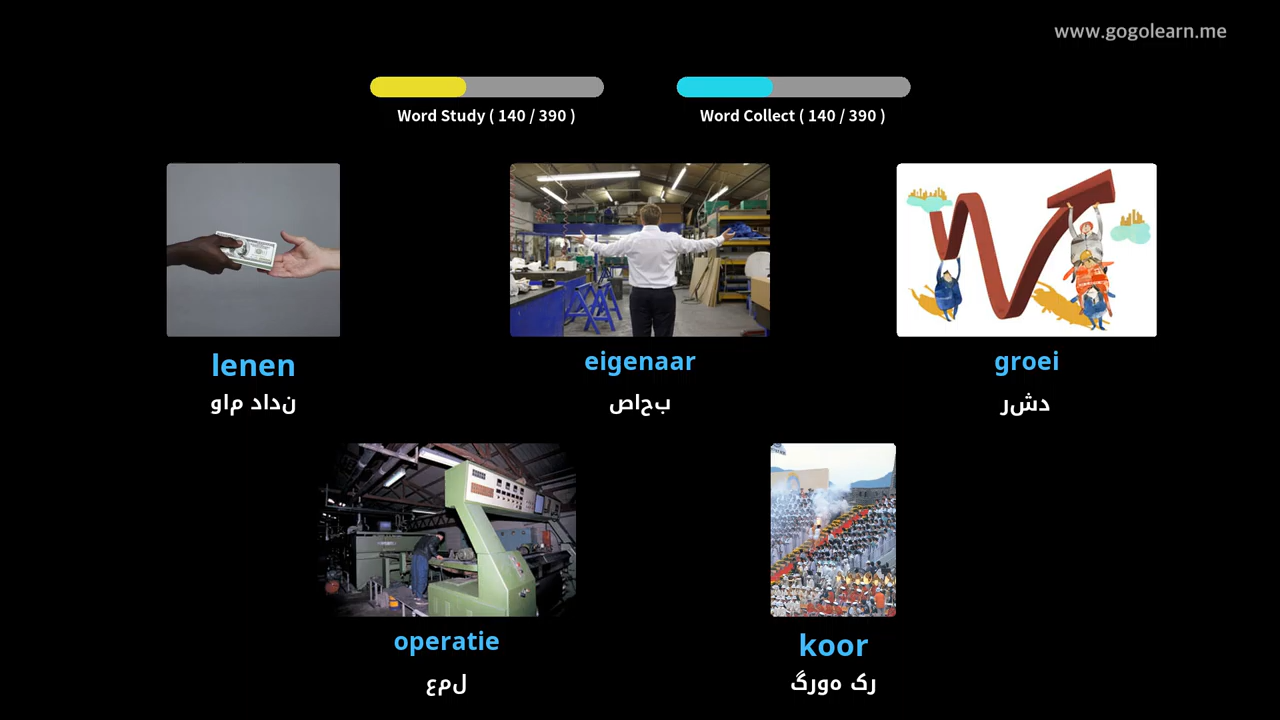 www.gogolearn.me
Word Study ( 140 / 390 )
Word Collect ( 140 / 390 )
lenen
نداد ماو
eigenaar
بحاص
groei
دشر
operatie
لمع
koor
رک هورگ